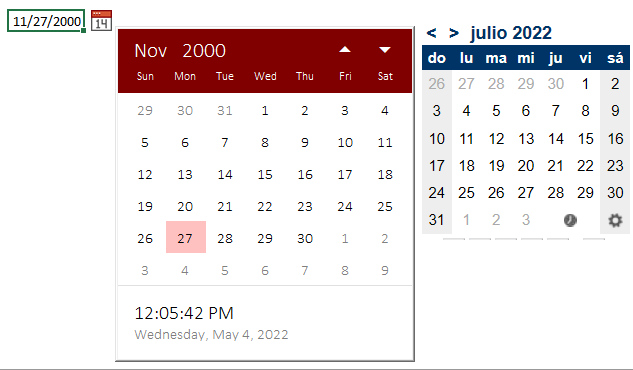 11/27/2000
14
Nov 2000
Sun Mon Tue Wed Thu Fri Sat
29 30 31 1 2 3 4
5 6 7 8 9 10 11
12 13 14 15 16 17 18
19 20 21 22 23 24 25
26 27 28 29 30 1 2
3 4 5 6 7 8 9
12:05:42 PM
Wednesday, May 4, 2022
< > julio 2022
do lu ma mi ju vi sá
26 27 28 29 30 1 2
3 4 5 6 7 8 9
10 11 12 13 14 15 16
17 18 19 20 21 22 23
24 25 26 27 28 29 30
31 1 2 3